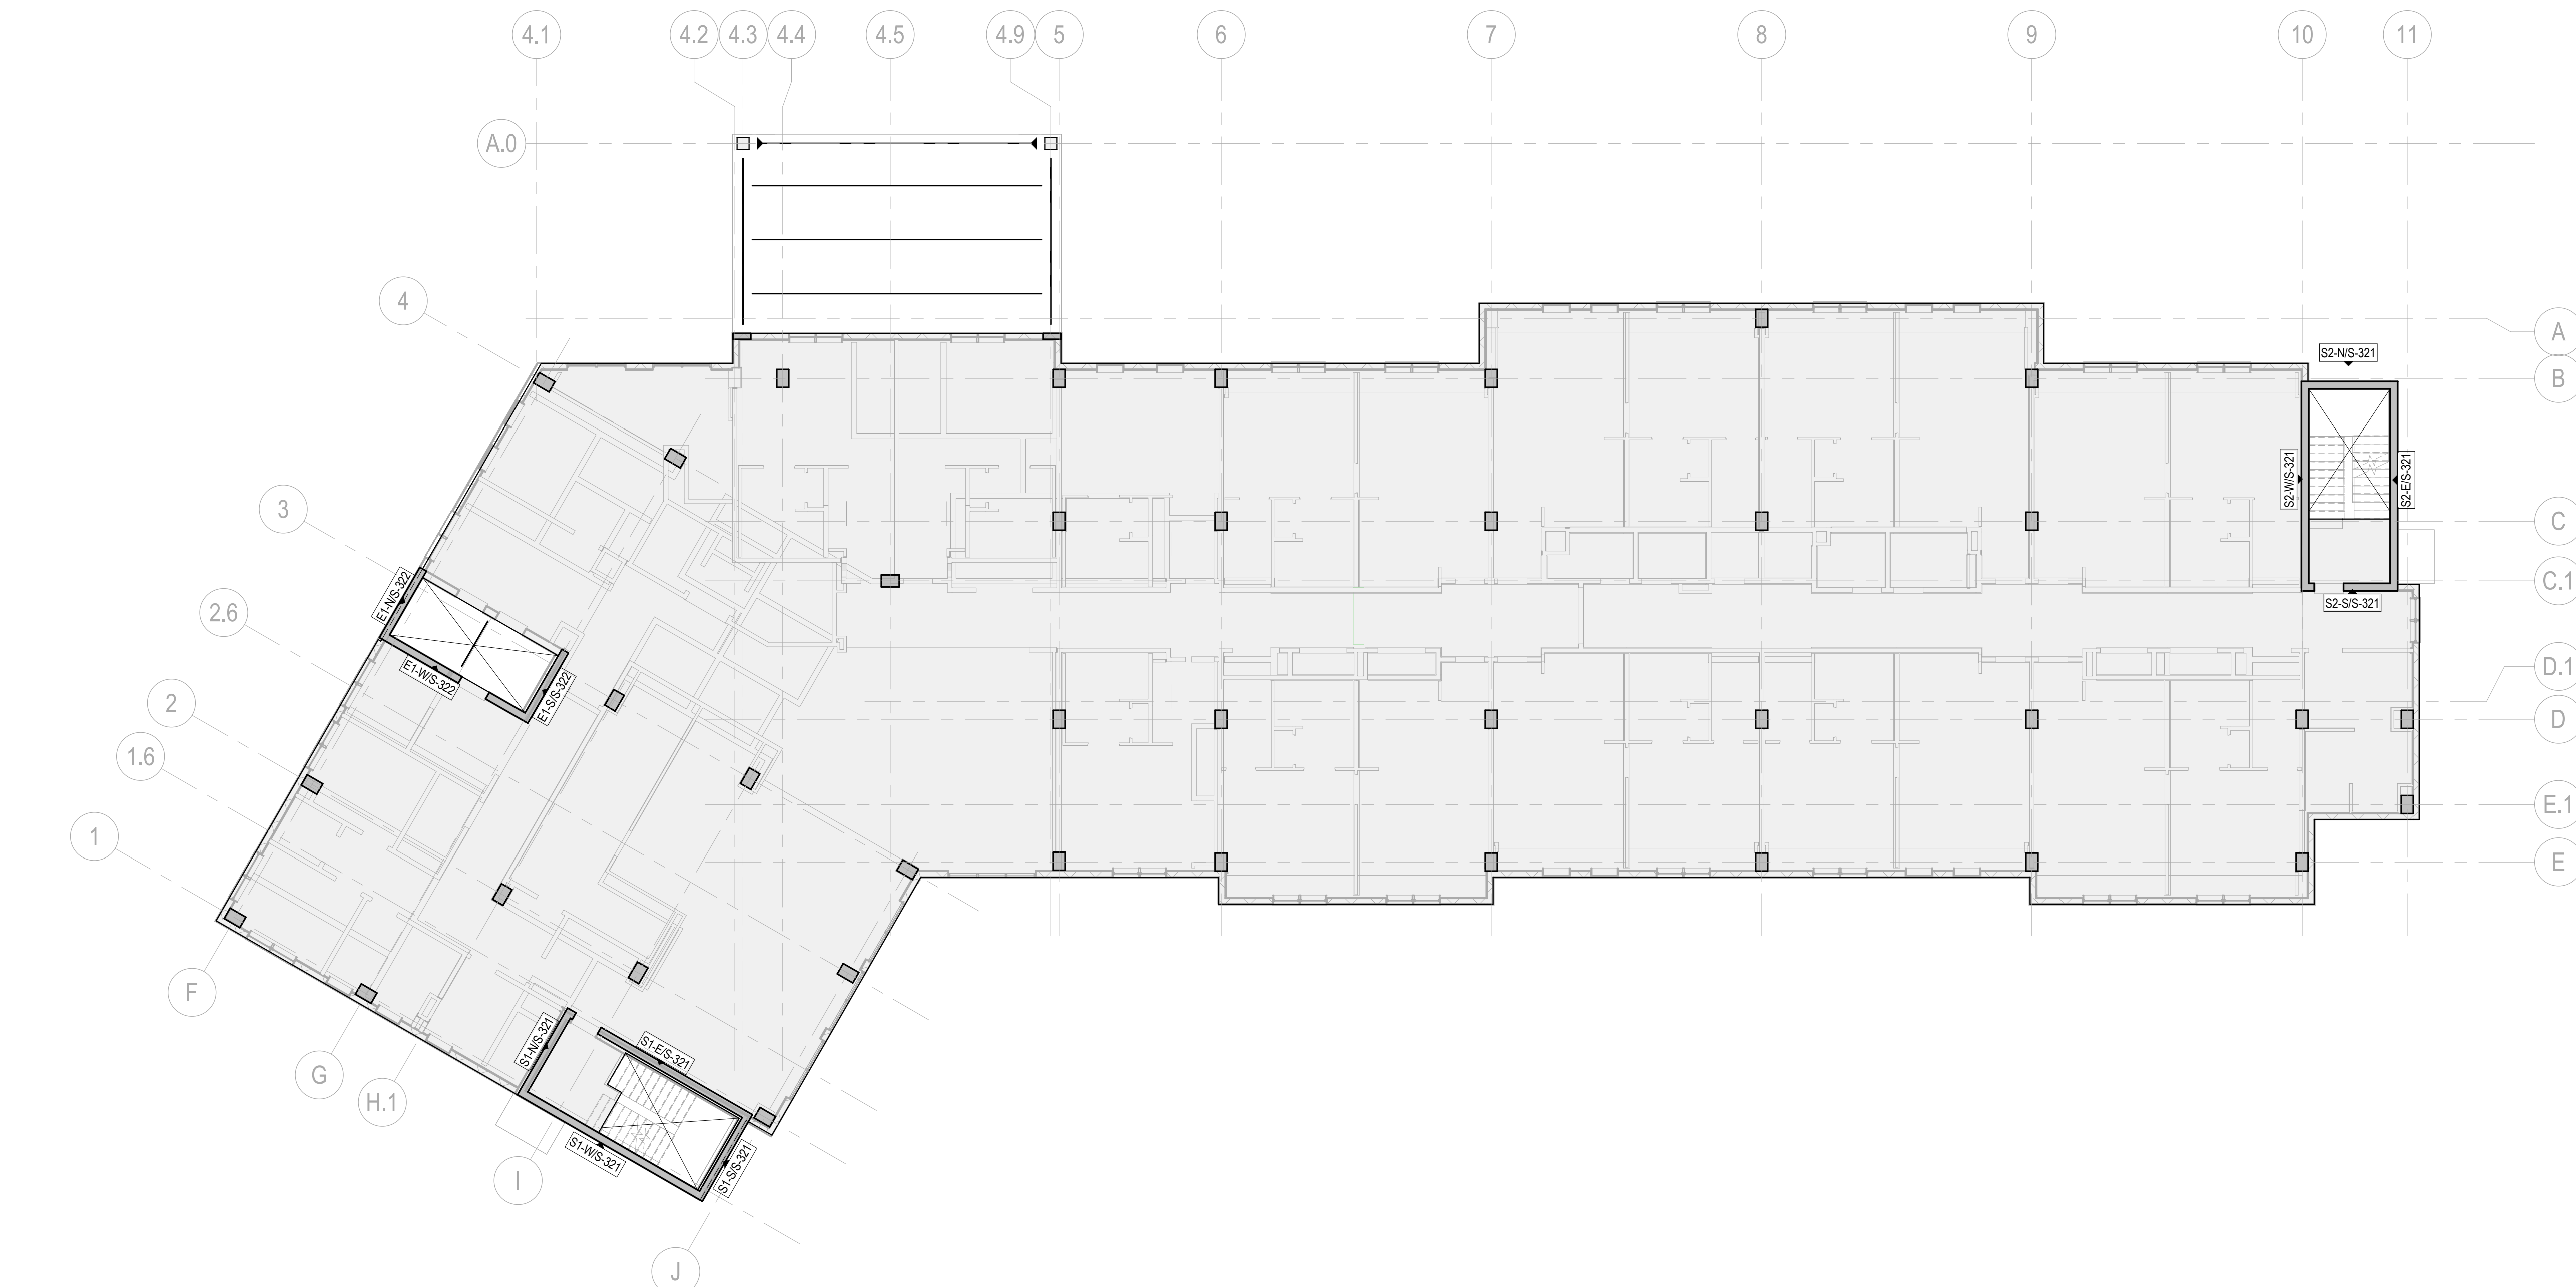 4.1
4.2
4.3
4.4
4.5
4.9
5
6
7
8
9
10
11
A.0
4
A
S2-N/S-321
B
S2-W/S-321
S2-E/S-321
3
C
C.1
E1-N/S-322
S2-S/S-321
2.6
E1-W/S-322
E1-S/S-322
D.1
2
D
1.6
E.1
1
E
F
S1-N/S-321
S1-E/S-321
G
H.1
S1-W/S-321
S1-S/S-321
I
J